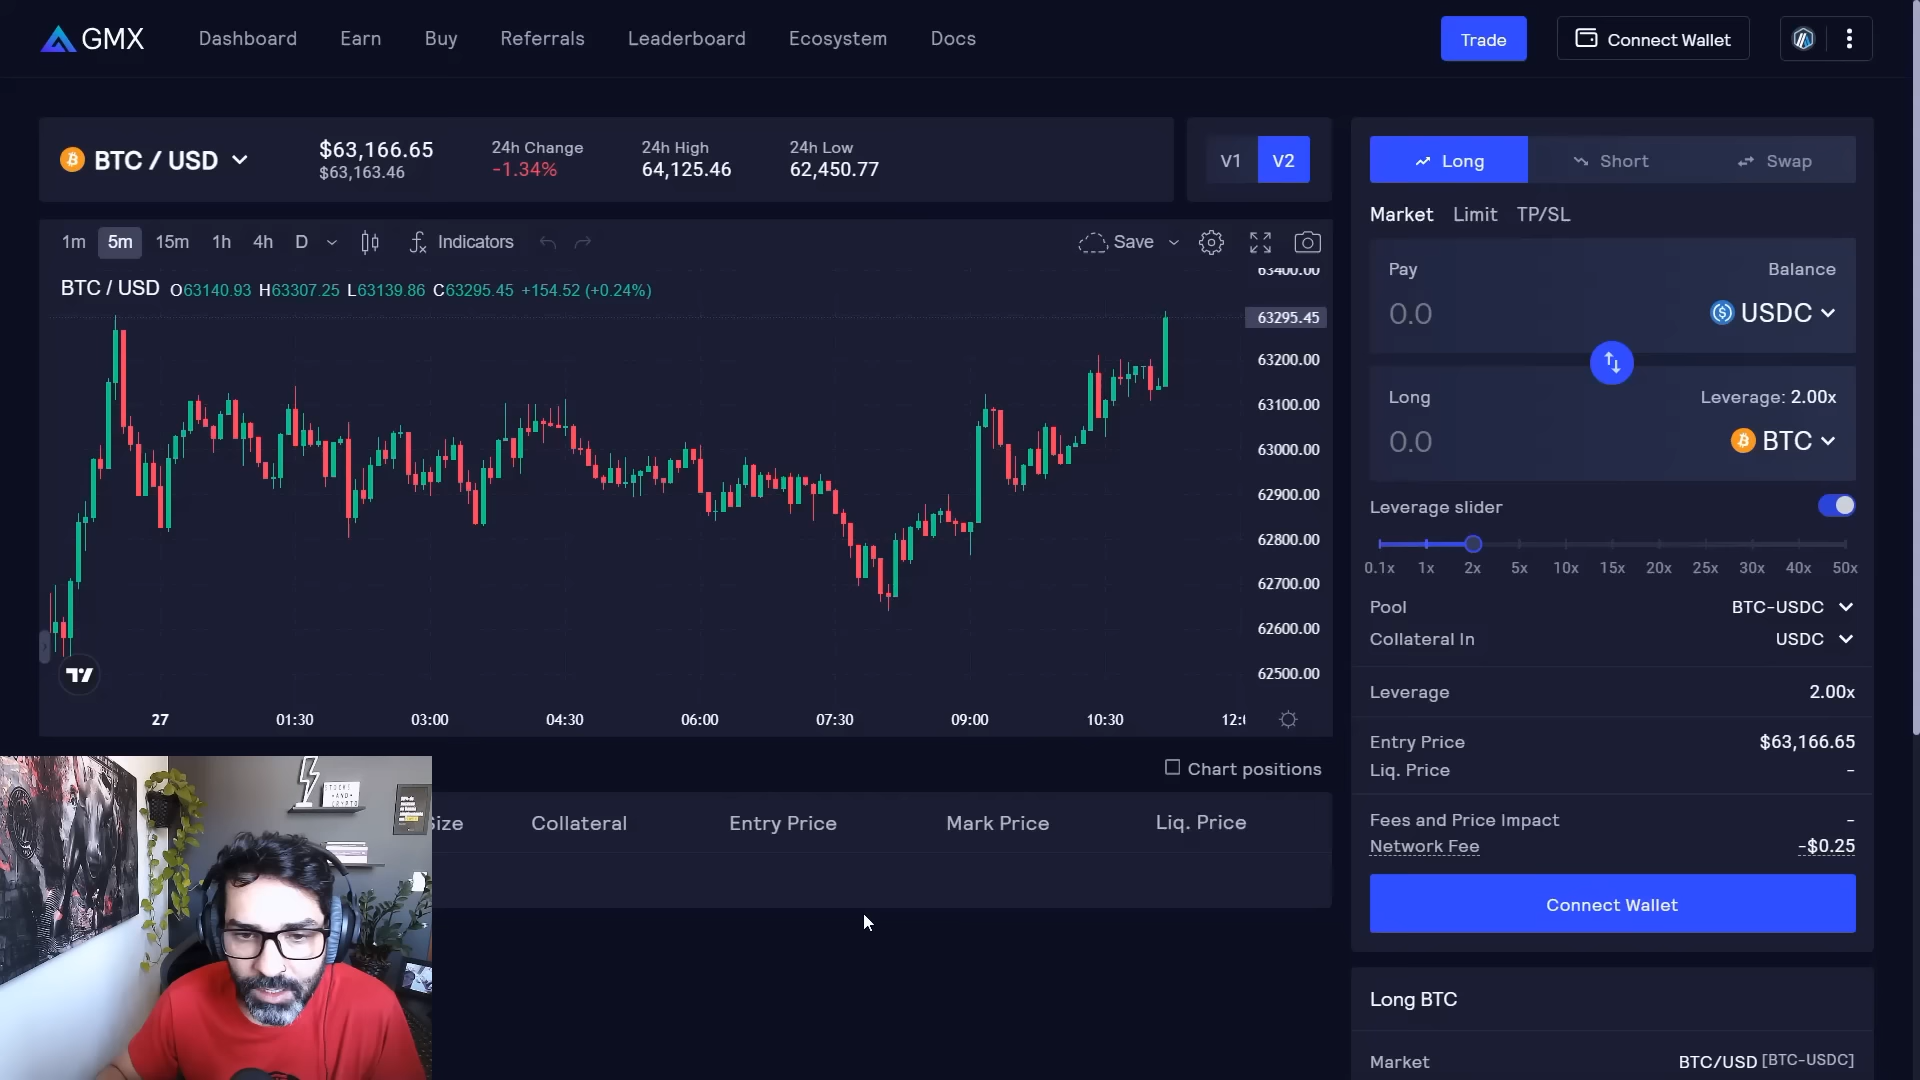 GMX
Dashboard
Earn
Buy
Referrals
Leaderboard
Ecosystem
Docs
Trade
Connect Wallet
BTC / USD
$63,166.65
$63,163.46
24h Change
-1.34%
24h High
64,125.46
24h Low
62,450.77
V1
V2
1m 5m 15m 1h 4h D
Indicators
Save
BTC / USD O63140.93 H63307.25 L63139.86 C63295.45 +154.52 (+0.24%)
63400.00
63295.45
63200.00
63100.00
63000.00
62900.00
62800.00
62700.00
62600.00
62500.00
27 01:30 03:00 04:30 06:00 07:30 09:00 10:30
Chart positions
Collateral Entry Price Mark Price Liq. Price
STOCKS
AND
CRYPTO
Long Short Swap
Market Limit TP/SL
Pay Balance
0.0 USDC
Long Leverage: 2.00x
0.0 BTC
Leverage slider
0.1x 1x 2x 5x 10x 15x 20x 25x 30x 40x 50x
Pool BTC-USDC
Collateral In USDC
Leverage 2.00x
Entry Price $63,166.65
Liq. Price -
Fees and Price Impact -
Network Fee -$0.25
Connect Wallet
Long BTC
Market BTC/USD [BTC-USDC]